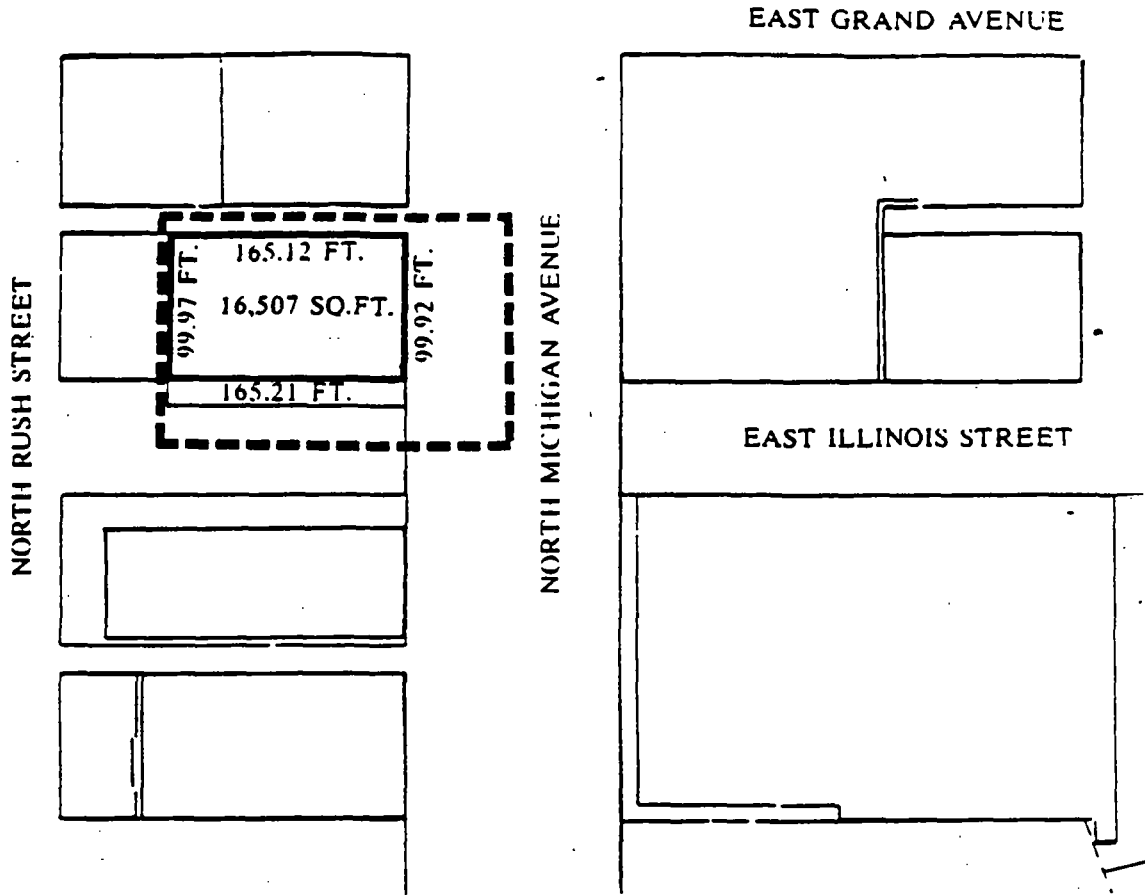 EAST GRAND AVENUE
NORTH RUSH STREET
165.12 FT.
99.97 FT.
16,507 SQ.FT.
99.92 FT.
165.21 FT.
NORTH MICHIGAN AVENUE
EAST ILLINOIS STREET